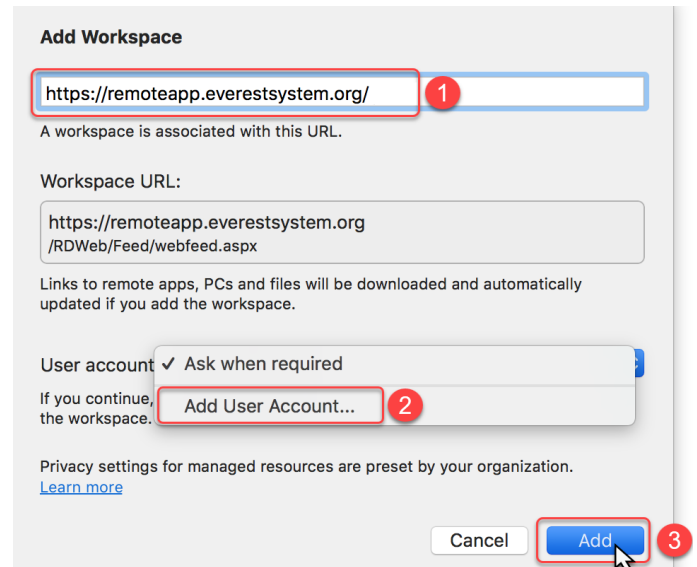 Add Workspace
https://remoteapp.everestsystem.org/
1
A workspace is associated with this URL.
Workspace URL:
https://remoteapp.everestsystem.org
/RDWeb/Feed/webfeed.aspx
Links to remote apps, PCs and files will be downloaded and automatically
updated if you add the workspace.
User account
✓ Ask when required
If you continue,
Add User Account...
2
the workspace.
Privacy settings for managed resources are preset by your organization.
Learn more
Cancel
Add
3